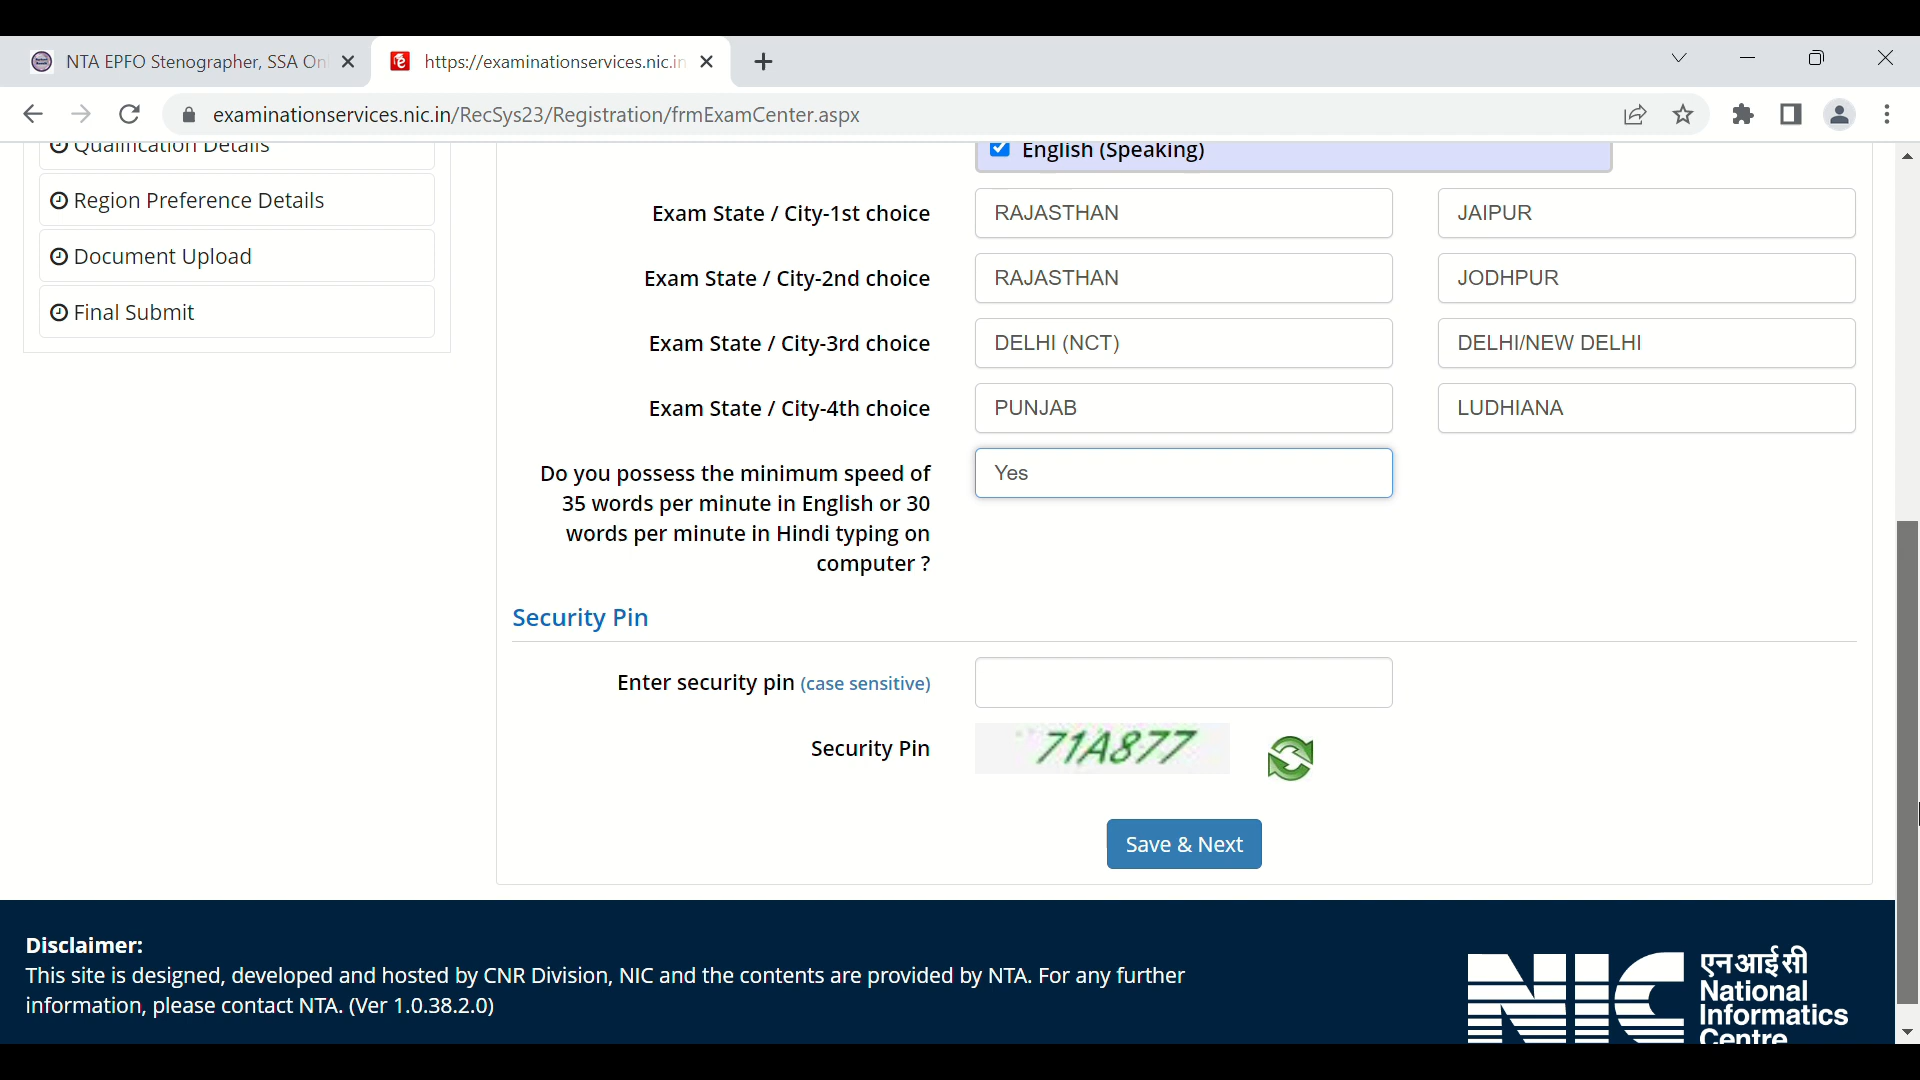 NTA EPFO Stenographer, SSA On
https://examinationservices.nic.in
examinationservices.nic.in/RecSys23/Registration/frmExamCenter.aspx
Qualification Details
Region Preference Details
Document Upload
Final Submit
English (Speaking)
Exam State / City-1st choice RAJASTHAN JAIPUR
Exam State / City-2nd choice RAJASTHAN JODHPUR
Exam State / City-3rd choice DELHI (NCT) DELHI/NEW DELHI
Exam State / City-4th choice PUNJAB LUDHIANA
Do you possess the minimum speed of Yes
35 words per minute in English or 30
words per minute in Hindi typing on
computer ?
Security Pin
Enter security pin (case sensitive)
Security Pin 71A877
Save & Next
Disclaimer:
This site is designed, developed and hosted by CNR Division, NIC and the contents are provided by NTA. For any further
information, please contact NTA. (Ver 1.0.38.2.0)
NIC
एन आई सी
National
Informatics
Centre